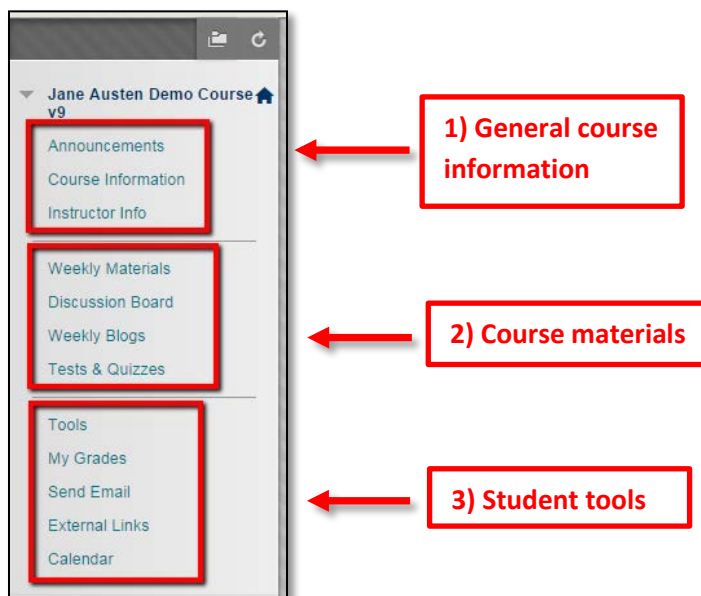 Jane Austen Demo Course
v9
Announcements
Course Information
Instructor Info
1) General course
information
Weekly Materials
Discussion Board
Weekly Blogs
Tests & Quizzes
2) Course materials
Tools
My Grades
Send Email
External Links
Calendar
3) Student tools